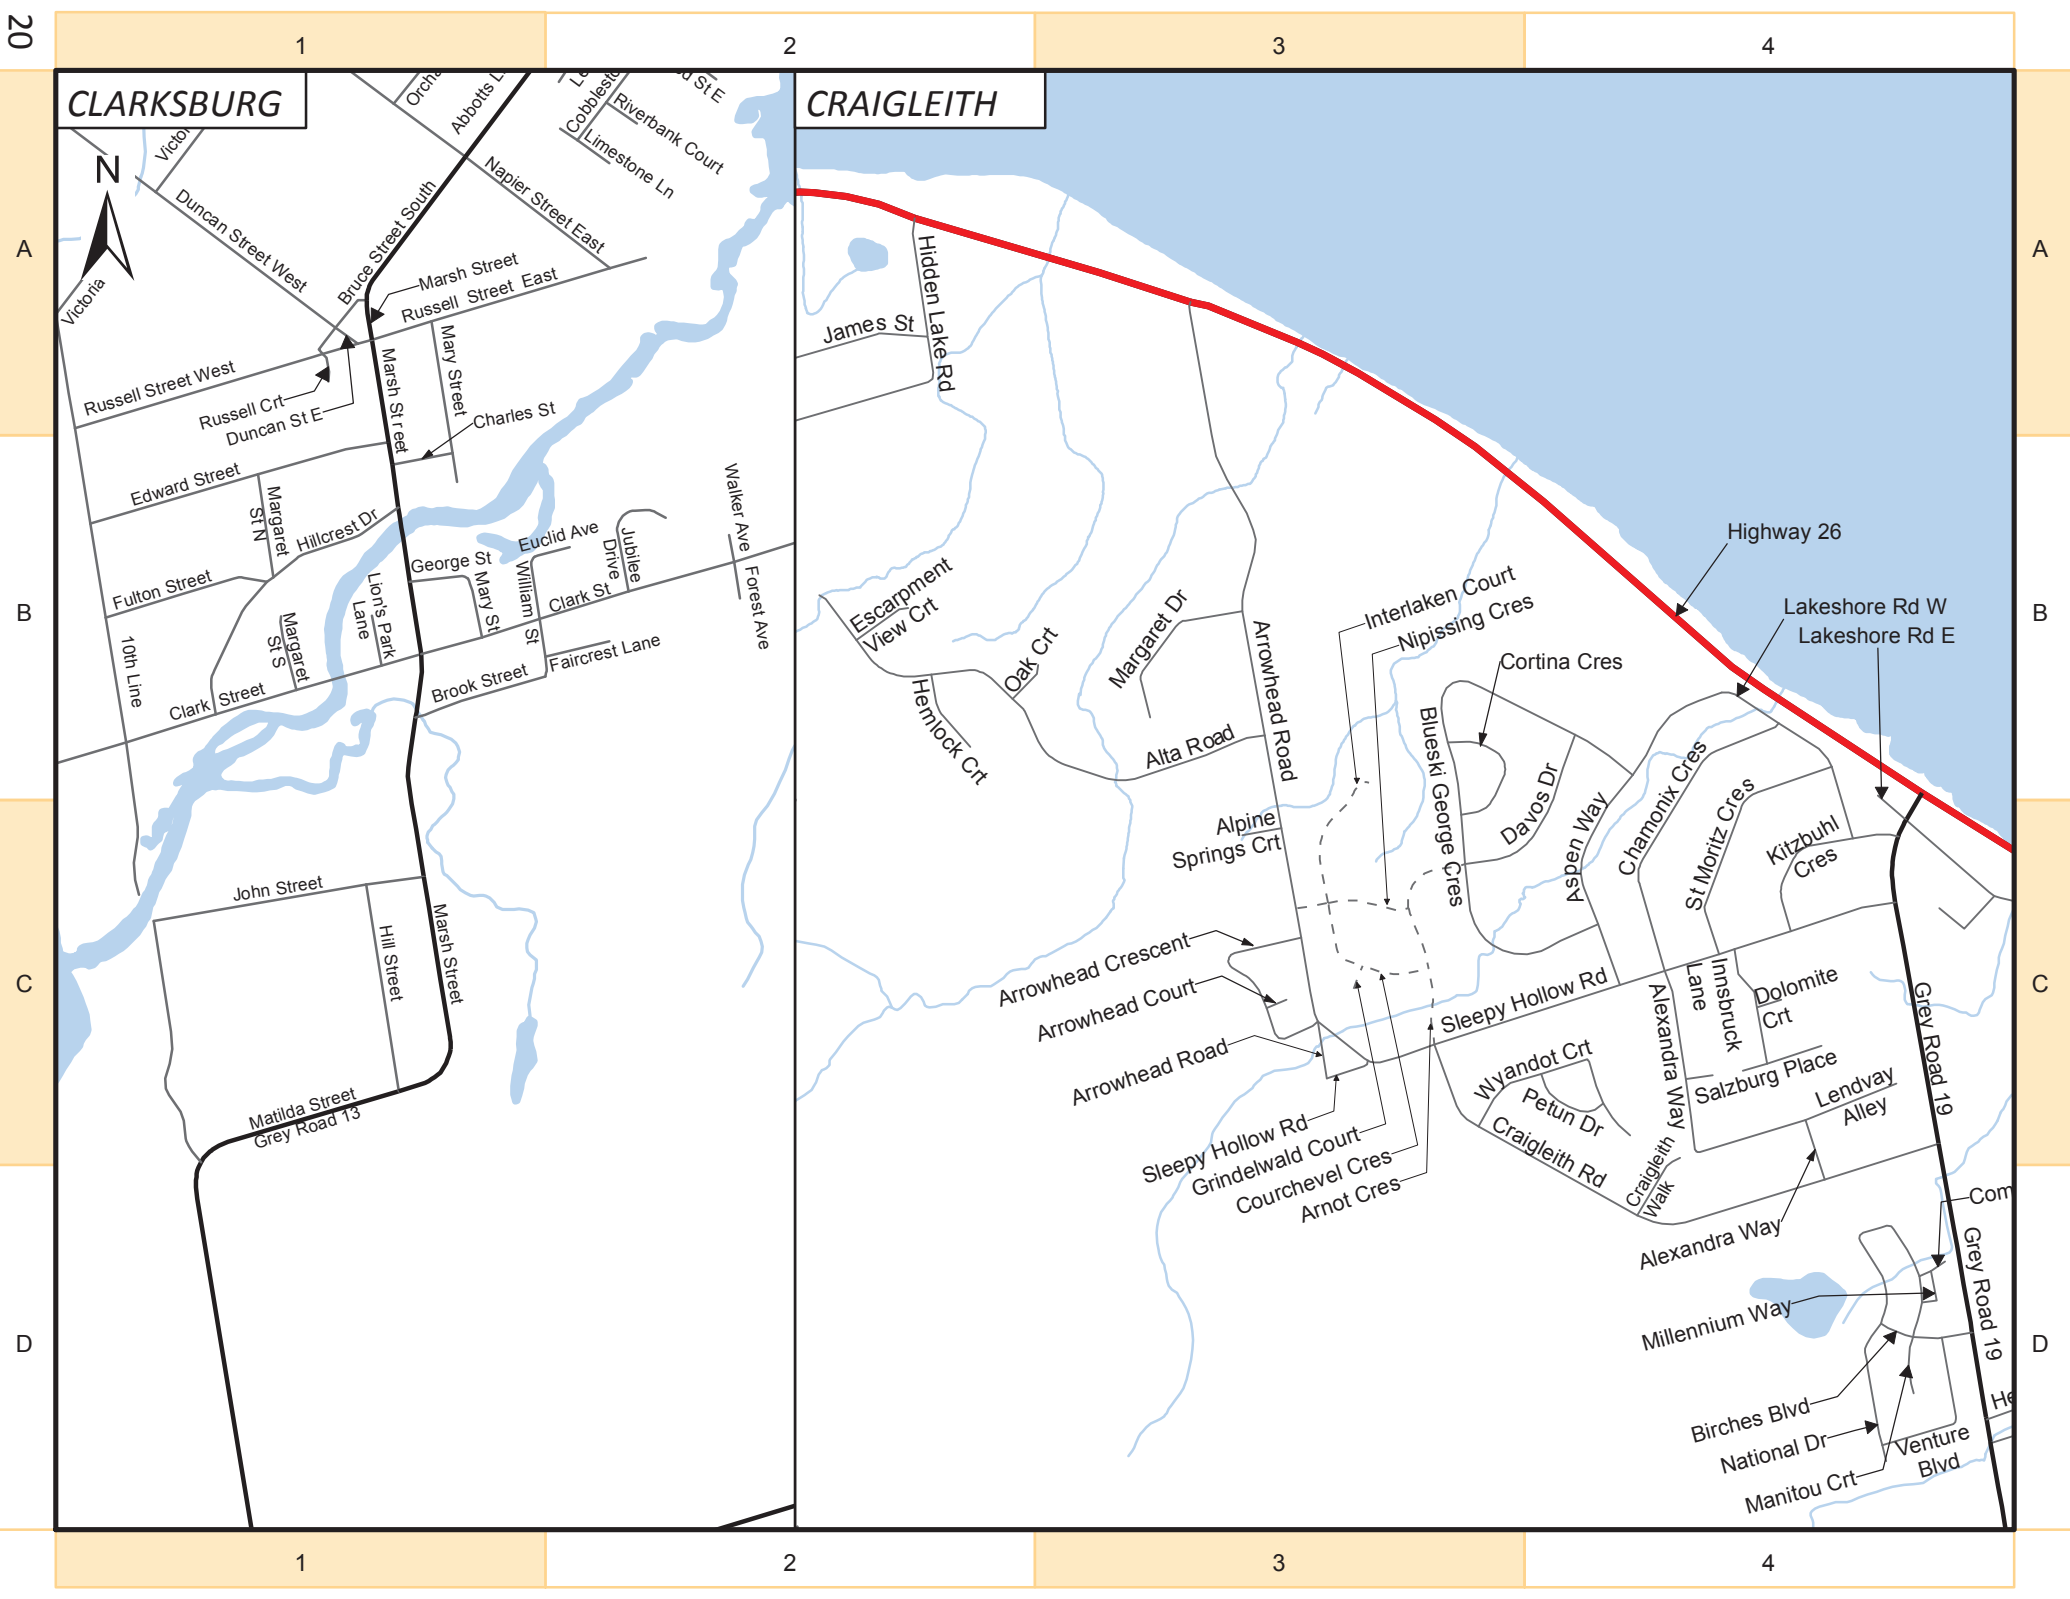 20
1
2
3
4
CLARKSBURG
CRAIGLEITH
N
A
A
B
B
C
C
D
D
Abbotts
Riverbank Court
Limestone Ln
Napier Street East
Duncan Street West
Bruce Street South
Marsh Street
Russell Street East
Victoria
Russell Street West
Russell Crt
Duncan St E
Marsh Street
Mary Street
Charles St
Edward Street
Margaret
St N
Hillcrest Dr
Fulton Street
Lion's Park
Lane
George St
Mary St
Euclid Ave
William St
Jubilee
Drive
Clark St
Walker Ave
Forest Ave
Margaret
St S
10th Line
Clark Street
Brook Street
Faircrest Lane
John Street
Hill Street
Marsh Street
Matilda Street
Grey Road 13
Hidden Lake Rd
James St
Highway 26
Lakeshore Rd W
Lakeshore Rd E
Escarpment
View Crt
Oak Crt
Hemlock Crt
Margaret Dr
Alta Road
Arrowhead Road
Interlaken Court
Nipissing Cres
Cortina Cres
Blueski George Cres
Davos Dr
Aspen Way
Chamonix Cres
St Moritz Cres
Kitzbuhl
Cres
Alpine
Springs Crt
Arrowhead Crescent
Arrowhead Court
Arrowhead Road
Sleepy Hollow Rd
Sleepy Hollow Rd
Grindelwald Court
Courchevel Cres
Arnot Cres
Wyandot Crt
Petun Dr
Craigleith Rd
Craigleith
Walk
Alexandra Way
Innsbruck
Lane
Dolomite
Crt
Salzburg Place
Lendvay
Alley
Grey Road 19
Alexandra Way
Com
Grey Road 19
Millennium Way
Birches Blvd
National Dr
Manitou Crt
Venture
Blvd
He
1
2
3
4